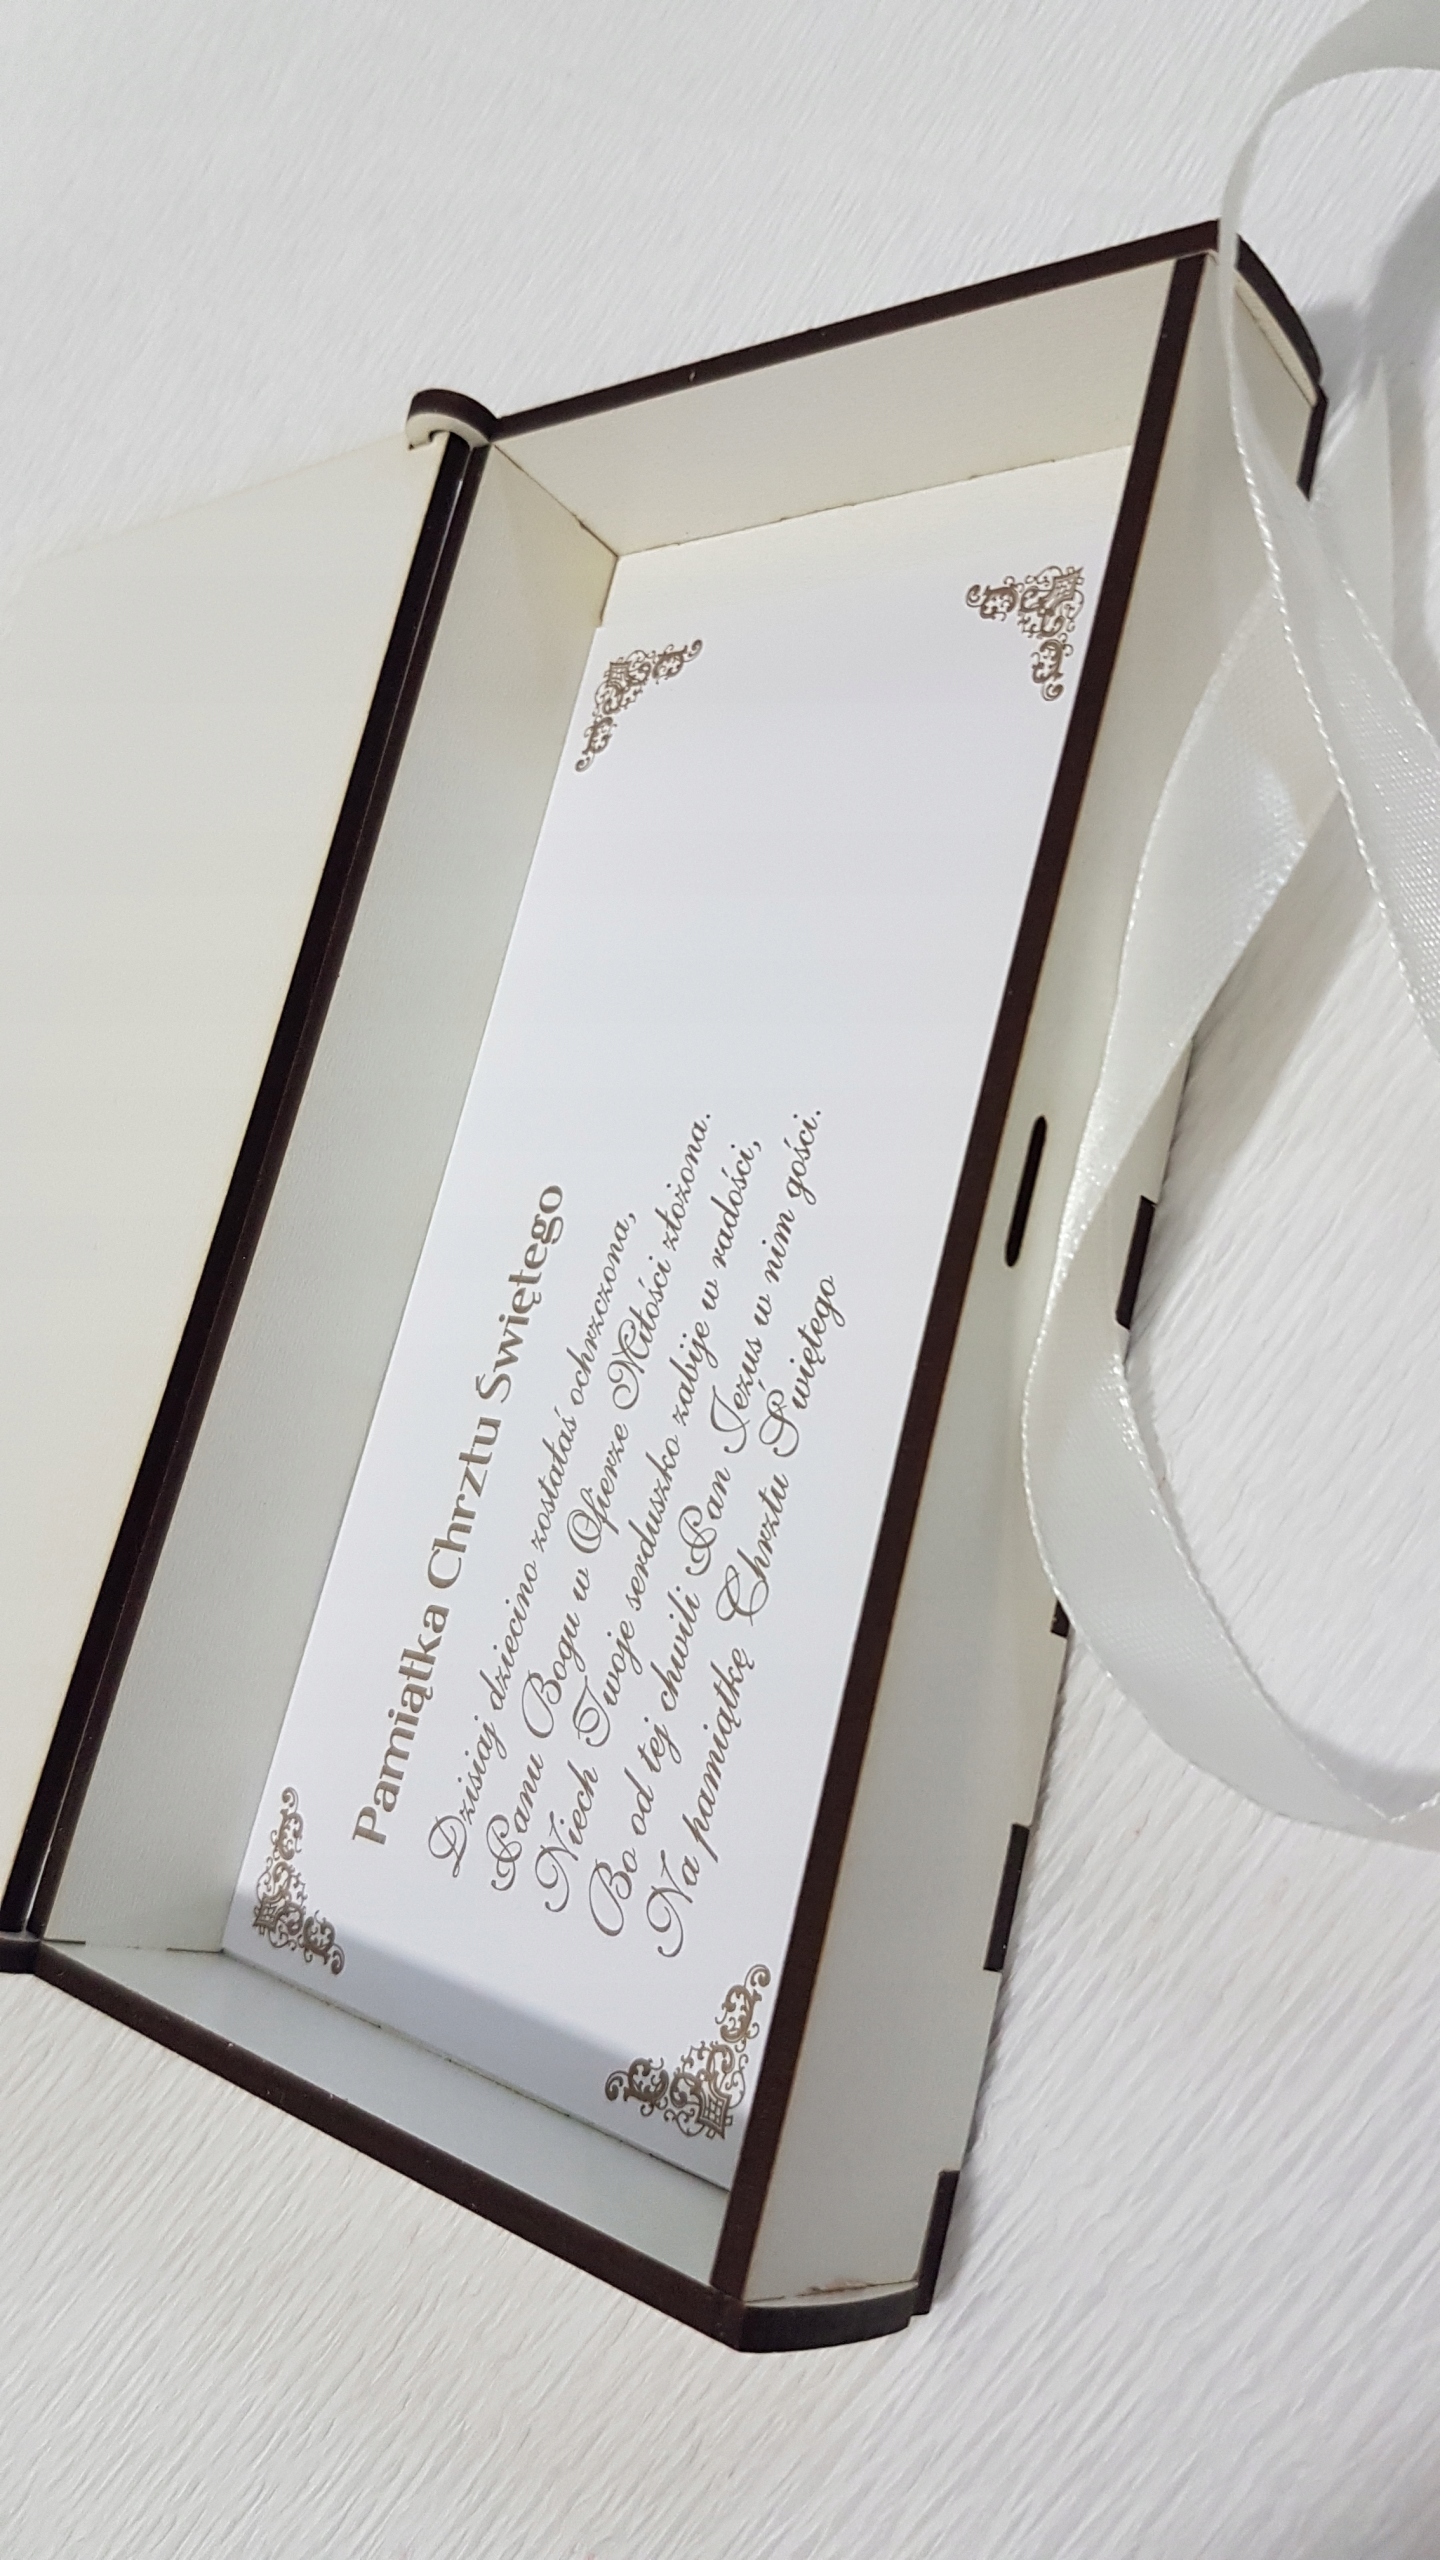 Pamiątka Chrztu Świętego
Dzisiaj dziecino zostałaś ochrzczona,
Panu Bogu w Ofierze Miłości złożona.
Niech Twoje serduszko zabije w radości,
Bo od tej chwili Pan Jezus w nim gości.
Na pamiątkę Chrztu Świętego